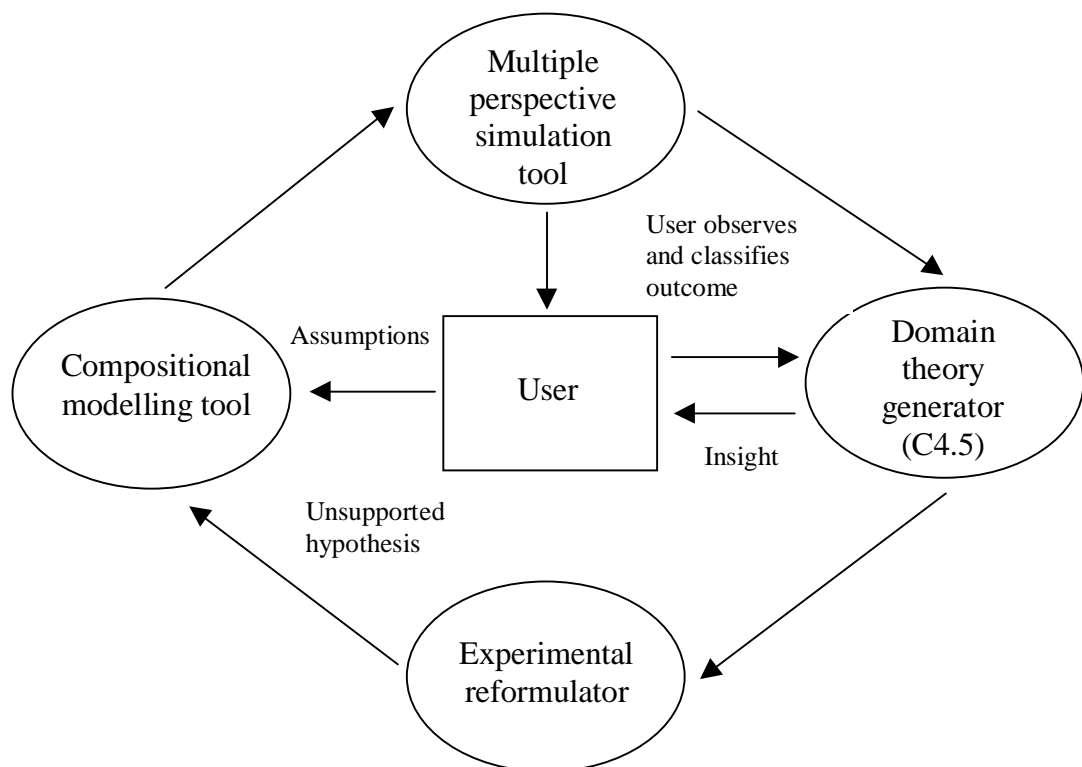 Multiple
perspective
simulation
tool
User observes
and classifies
outcome
Assumptions
Compositional
modelling tool
User
Domain
theory
generator
(C4.5)
Insight
Unsupported
hypothesis
Experimental
reformulator